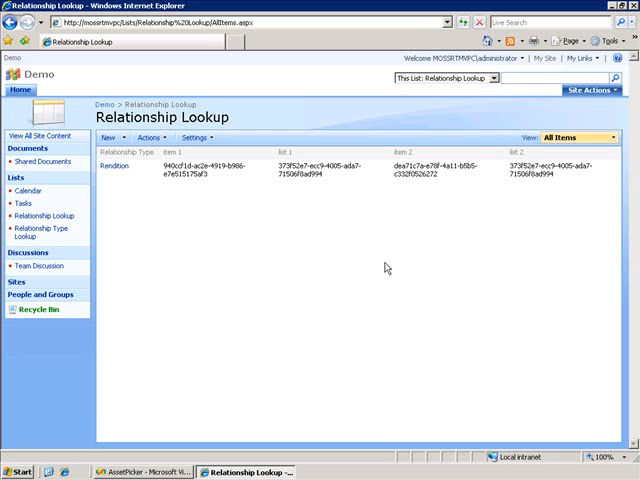 Relationship Lookup - Windows Internet Explorer
http://mossrtmvpc/Lists/Relationship%20Lookup/AllItems.aspx
Live Search
Relationship Lookup
Page
Tools
Demo
Welcome MOSSRTMVPC\administrator
My Site
My Links
Demo
This List: Relationship Lookup
Home
Site Actions
Demo > Relationship Lookup
Relationship Lookup
View All Site Content
Documents
Shared Documents
Lists
Calendar
Tasks
Relationship Lookup
Relationship Type
Lookup
Discussions
Team Discussion
Sites
People and Groups
Recycle Bin
New
Actions
Settings
View:
All Items
Relationship Type
item 1
list 1
item 2
list 2
Rendition
940ccf1d-ac2e-4919-b986-
e7e515175af3
373f52e7-ecc9-4005-ada7-
71506f8ad994
dea71c7a-e78f-4a11-b5b5-
c332f0526272
373f52e7-ecc9-4005-ada7-
71506f8ad994
Local intranet
100%
Start
AssetPicker - Microsoft Vi...
Relationship Lookup -...